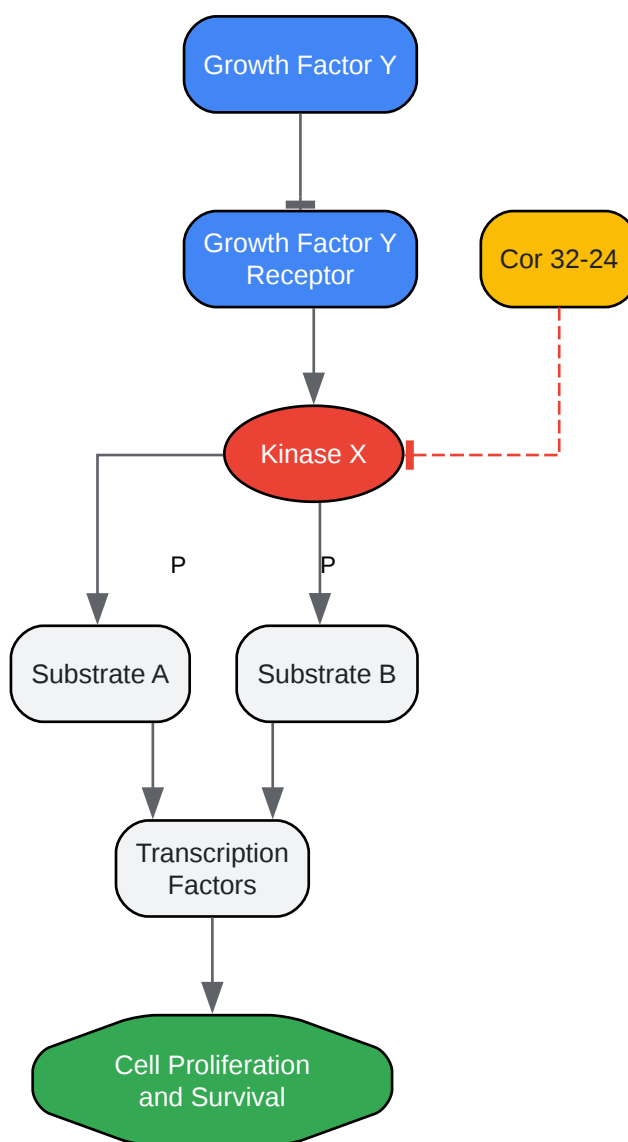 Growth Factor Y
Growth Factor Y
Receptor
Cor 32-24
Kinase X
P
P
Substrate A
Substrate B
Transcription
Factors
Cell Proliferation
and Survival